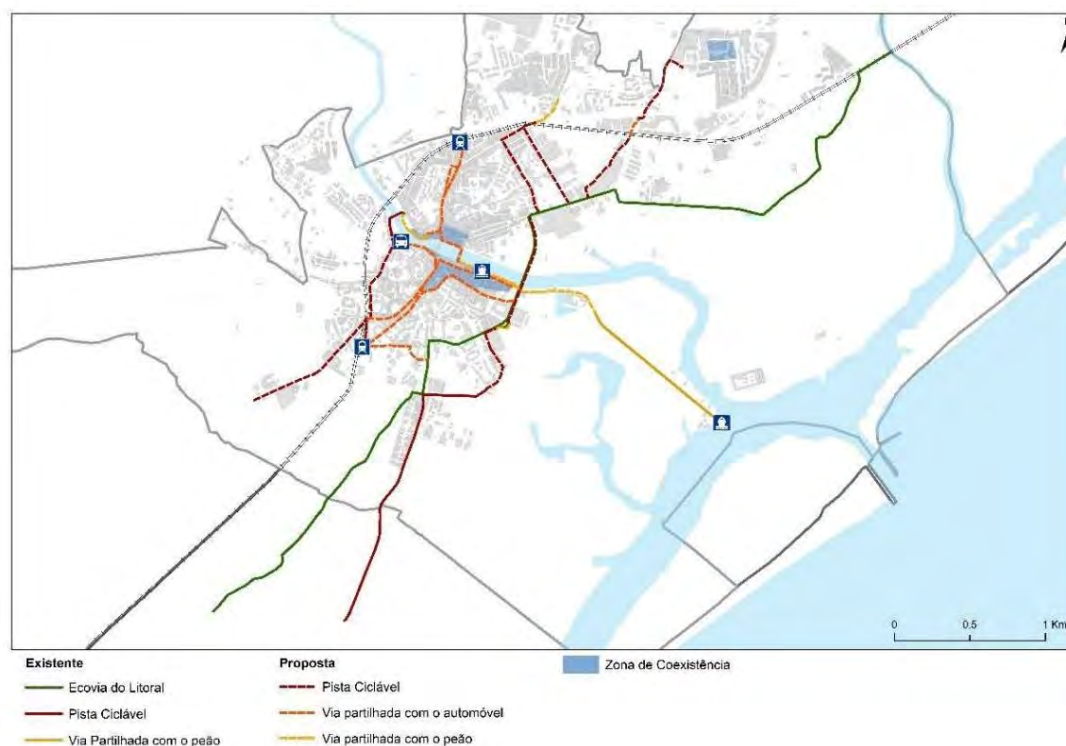 0 0.5 1 Km
Existente
Ecovia do Litoral
Pista Ciclável
Via Partilhada com o peão
Proposta
Pista Ciclável
Via partilhada com o automóvel
Via partilhada com o peão
Zona de Coexistência